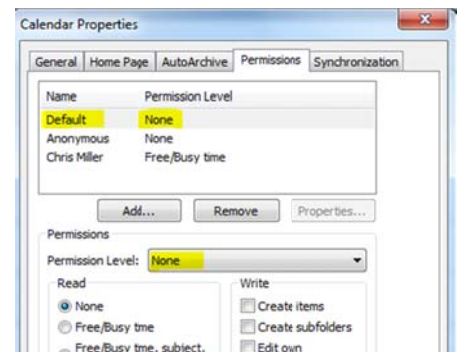 Calendar Properties
General Home Page AutoArchive Permissions Synchronization
Name Permission Level
Default None
Anonymous None
Chris Miller Free/Busy time
Add... Remove Properties...
Permissions
Permission Level: None
Read Write
None Create items
Free/Busy tme Create subfolders
Free/Busy tme, subject, Edit own